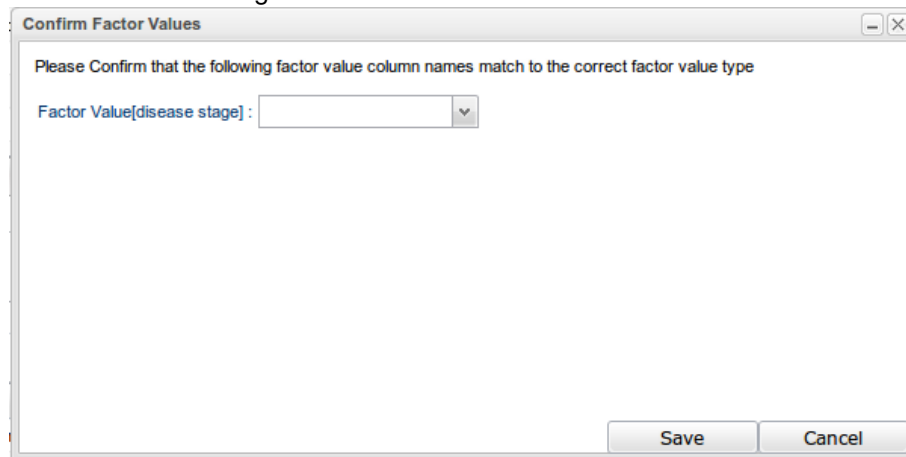 Confirm Factor Values
Please Confirm that the following factor value column names match to the correct factor value type
Factor Value[disease stage] :
Save Cancel